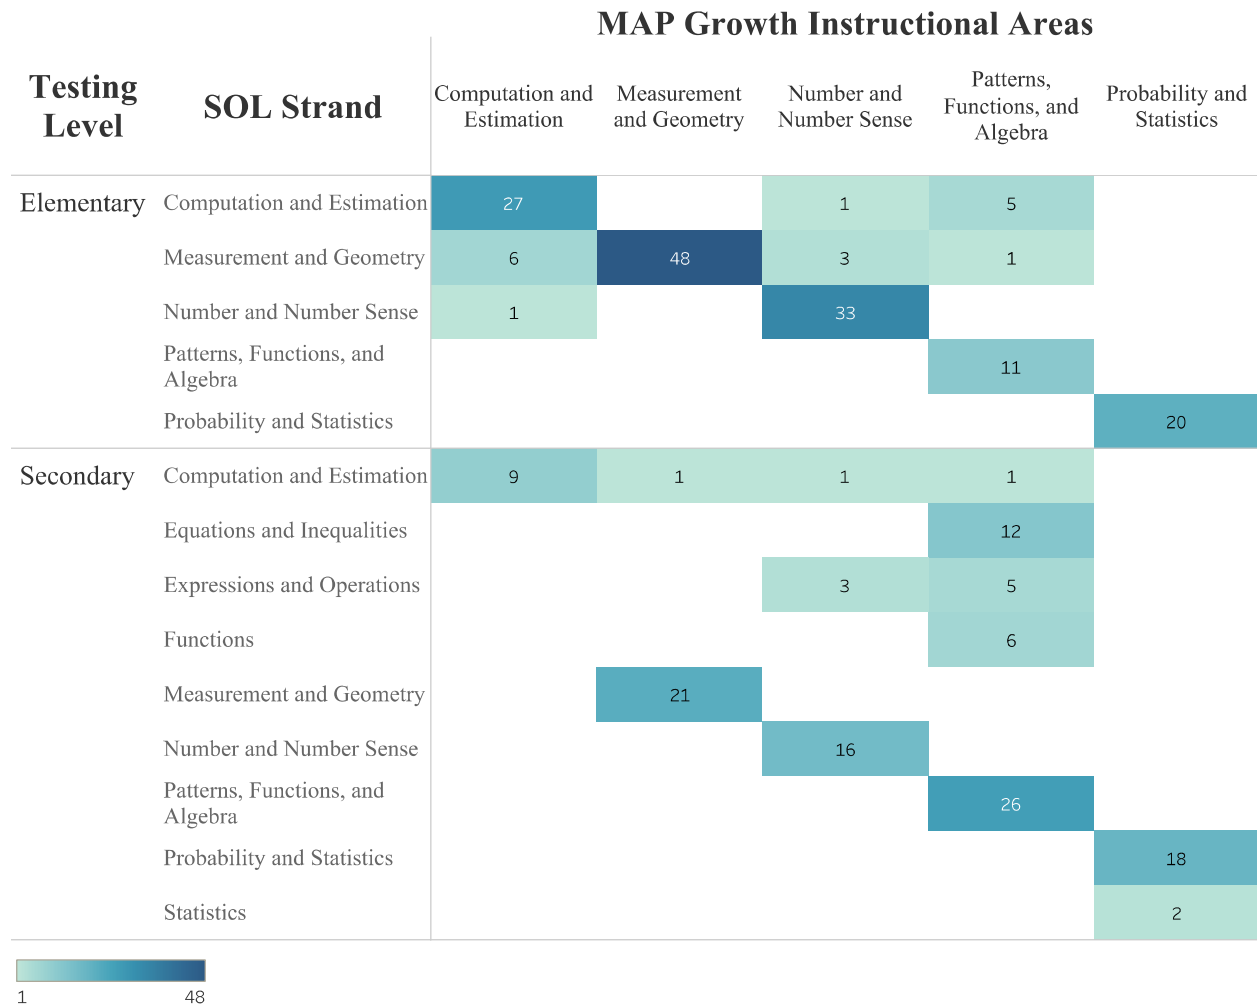 MAP Growth Instructional Areas
Testing
Level
SOL Strand
Computation and
Estimation
Measurement
and Geometry
Number and
Number Sense
Patterns,
Functions, and
Algebra
Probability and
Statistics
Elementary
Computation and Estimation 27 1 5
Measurement and Geometry 6 48 3 1
Number and Number Sense 1 33
Patterns, Functions, and
Algebra
11
Probability and Statistics 20
Secondary
Computation and Estimation 9 1 1 1
Equations and Inequalities 12
Expressions and Operations 3 5
Functions 6
Measurement and Geometry 21
Number and Number Sense 16
Patterns, Functions, and
Algebra
26
Probability and Statistics 18
Statistics 2
1 48